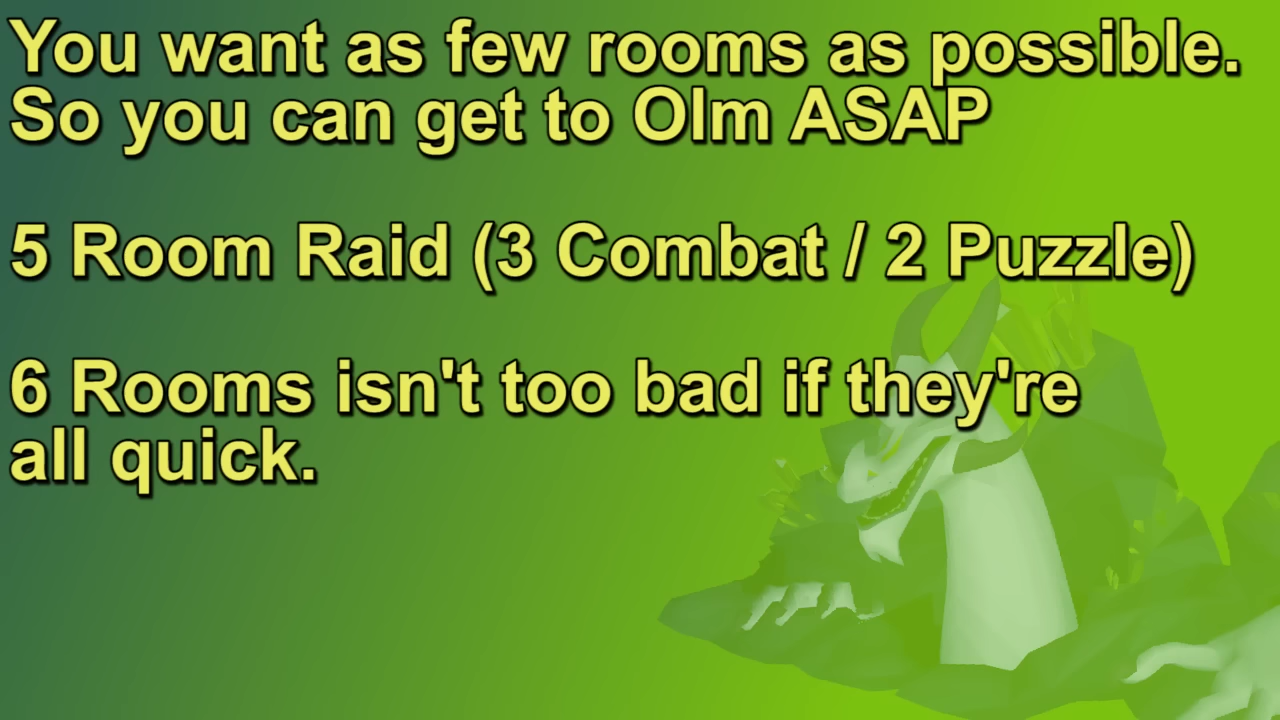 You want as few rooms as possible.
So you can get to Olm ASAP
5 Room Raid (3 Combat / 2 Puzzle)
6 Rooms isn't too bad if they're
all quick.